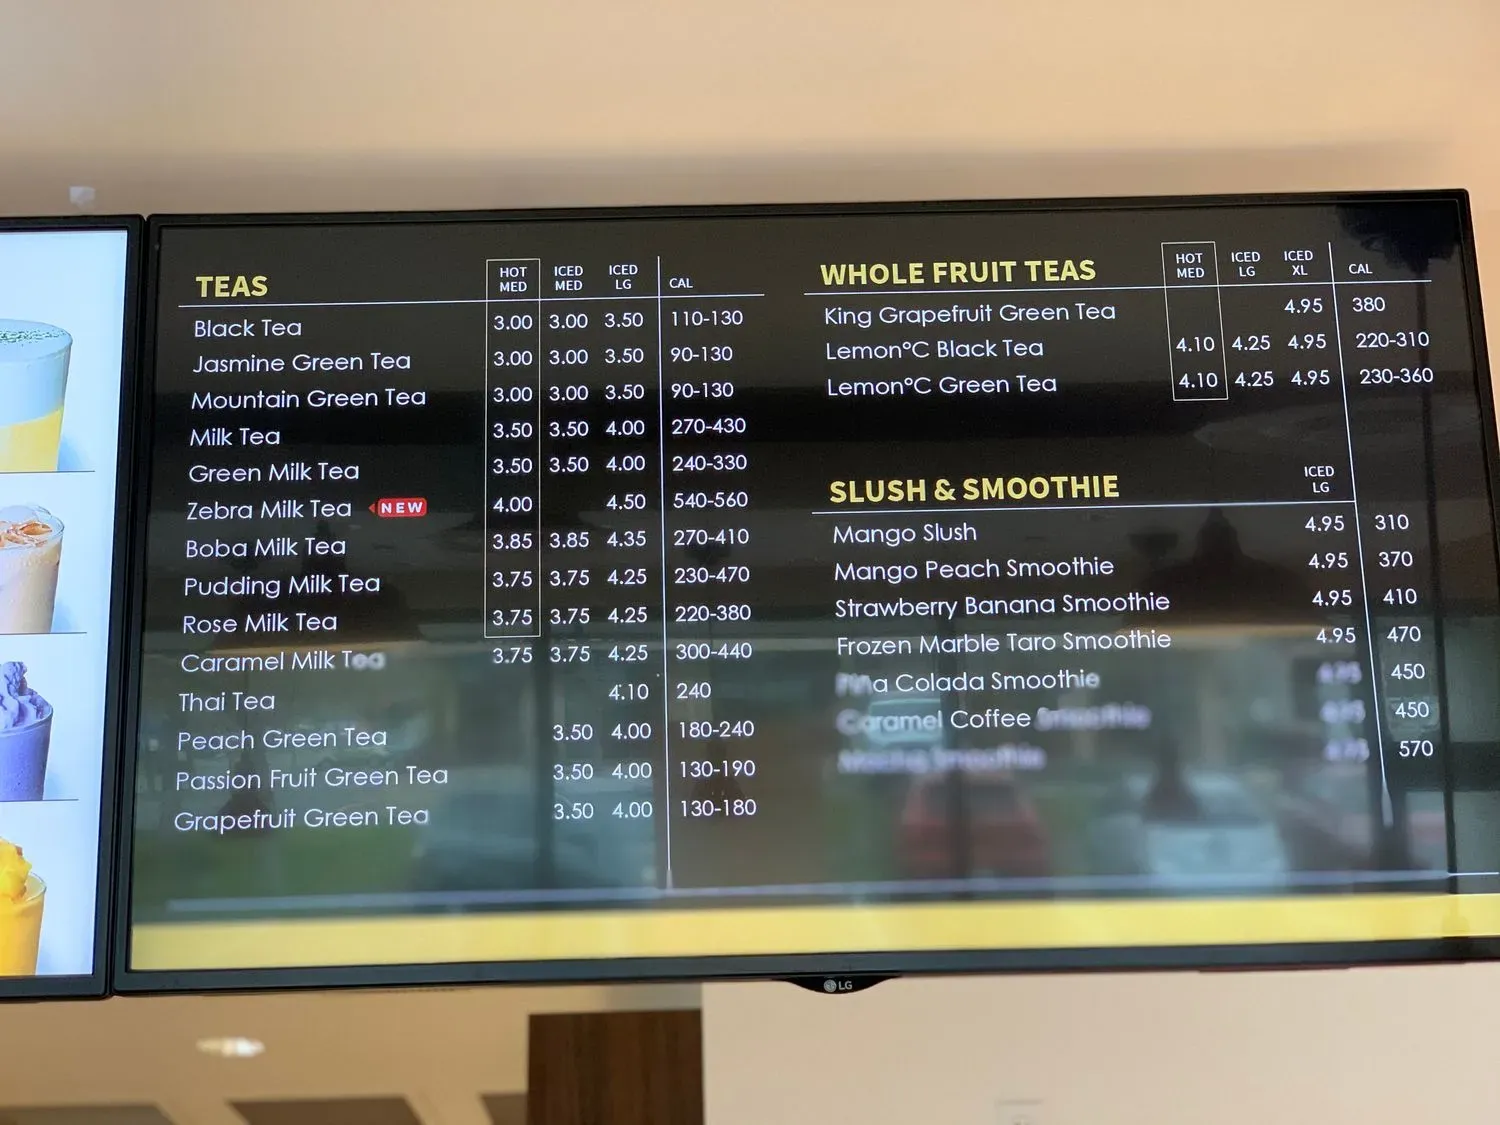 TEAS HOT MED ICED MED ICED LG CAL
Black Tea 3.00 3.00 3.50 110-130
Jasmine Green Tea 3.00 3.00 3.50 90-130
Mountain Green Tea 3.00 3.00 3.50 90-130
Milk Tea 3.50 3.50 4.00 270-430
Green Milk Tea 3.50 3.50 4.00 240-330
Zebra Milk Tea NEW 4.00 4.50 540-560
Boba Milk Tea 3.85 3.85 4.35 270-410
Pudding Milk Tea 3.75 3.75 4.25 230-470
Rose Milk Tea 3.75 3.75 4.25 220-380
Caramel Milk Tea 3.75 3.75 4.25 300-440
Thai Tea 4.10 240
Peach Green Tea 3.50 4.00 180-240
Passion Fruit Green Tea 3.50 4.00 130-190
Grapefruit Green Tea 3.50 4.00 130-180
WHOLE FRUIT TEAS HOT MED ICED LG ICED XL CAL
King Grapefruit Green Tea 4.95 380
Lemon°C Black Tea 4.10 4.25 4.95 220-310
Lemon°C Green Tea 4.10 4.25 4.95 230-360
SLUSH & SMOOTHIE ICED LG
Mango Slush 4.95 310
Mango Peach Smoothie 4.95 370
Strawberry Banana Smoothie 4.95 410
Frozen Marble Taro Smoothie 4.95 470
Colada Smoothie 450
Caramel Coffee Smoothie 450
570
LG